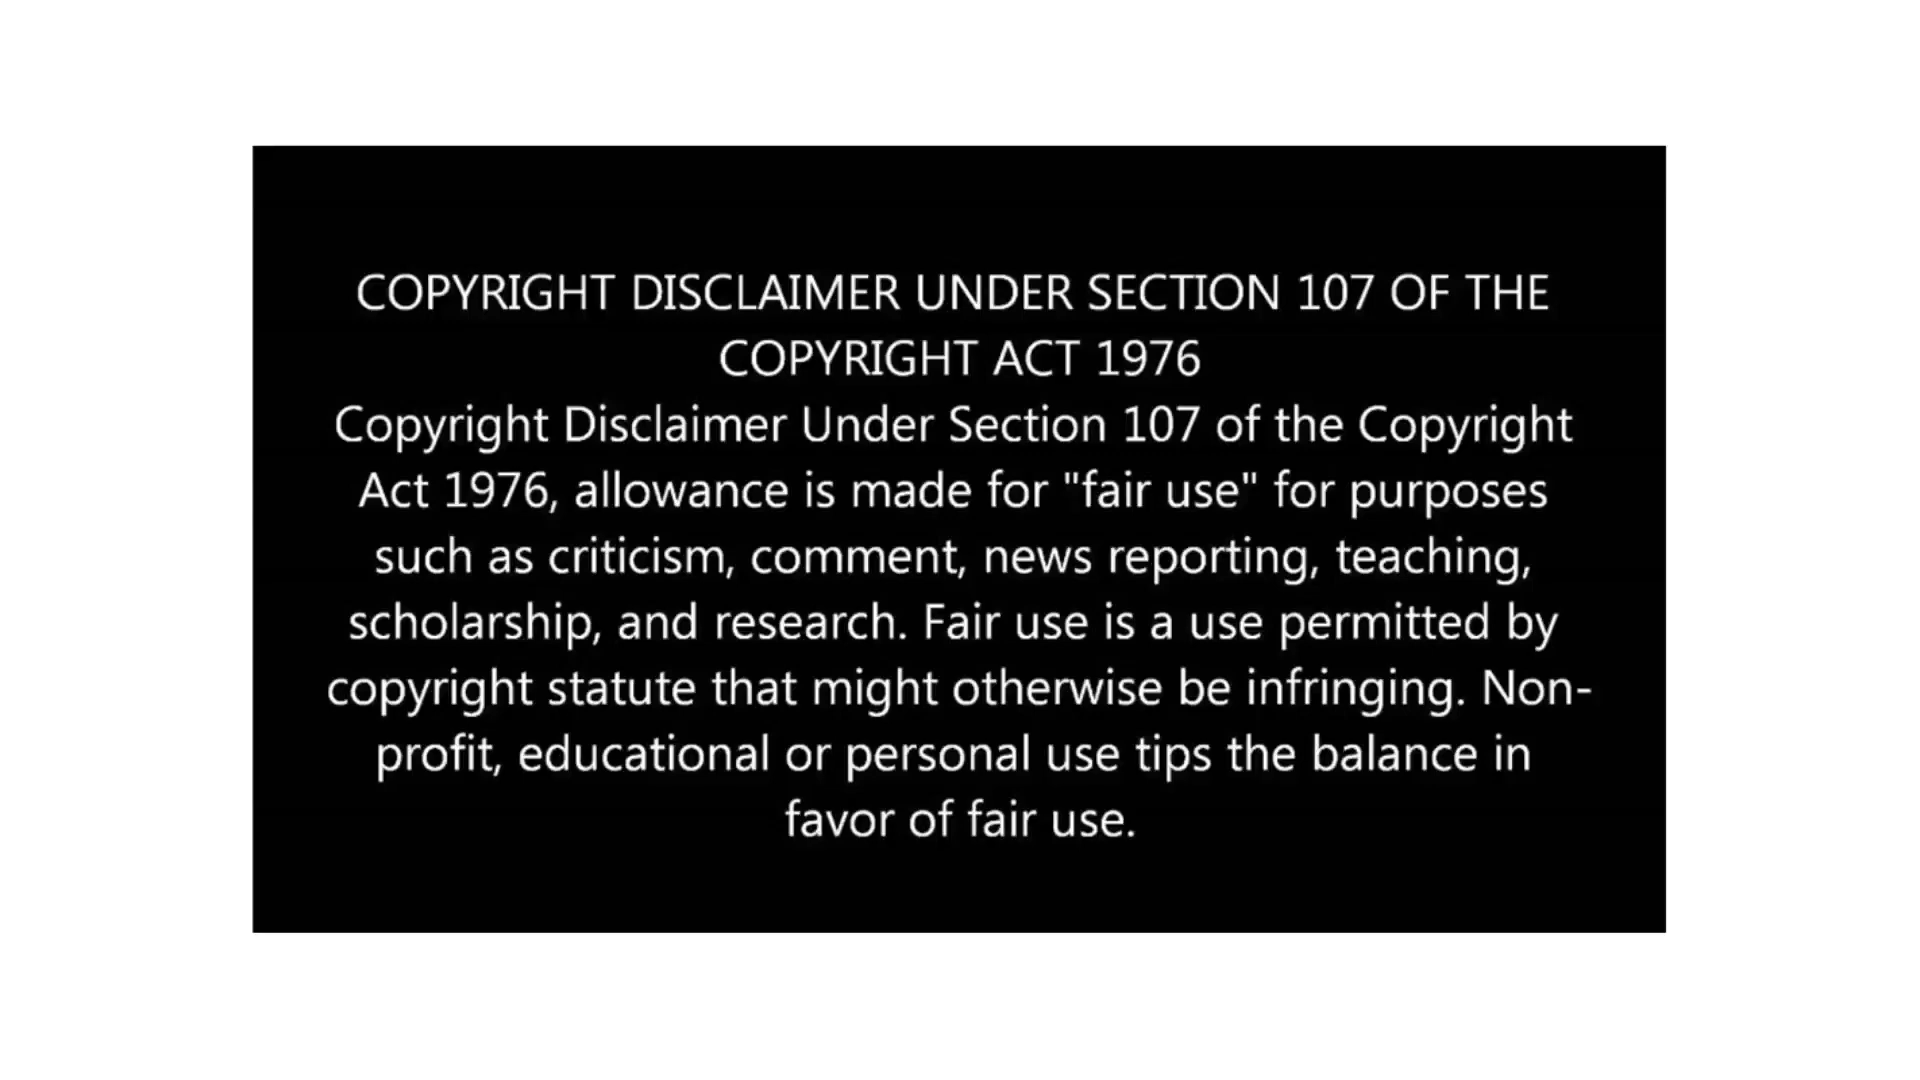 COPYRIGHT DISCLAIMER UNDER SECTION 107 OF THE
COPYRIGHT ACT 1976
Copyright Disclaimer Under Section 107 of the Copyright
Act 1976, allowance is made for "fair use" for purposes
such as criticism, comment, news reporting, teaching,
scholarship, and research. Fair use is a use permitted by
copyright statute that might otherwise be infringing. Non-
profit, educational or personal use tips the balance in
favor of fair use.